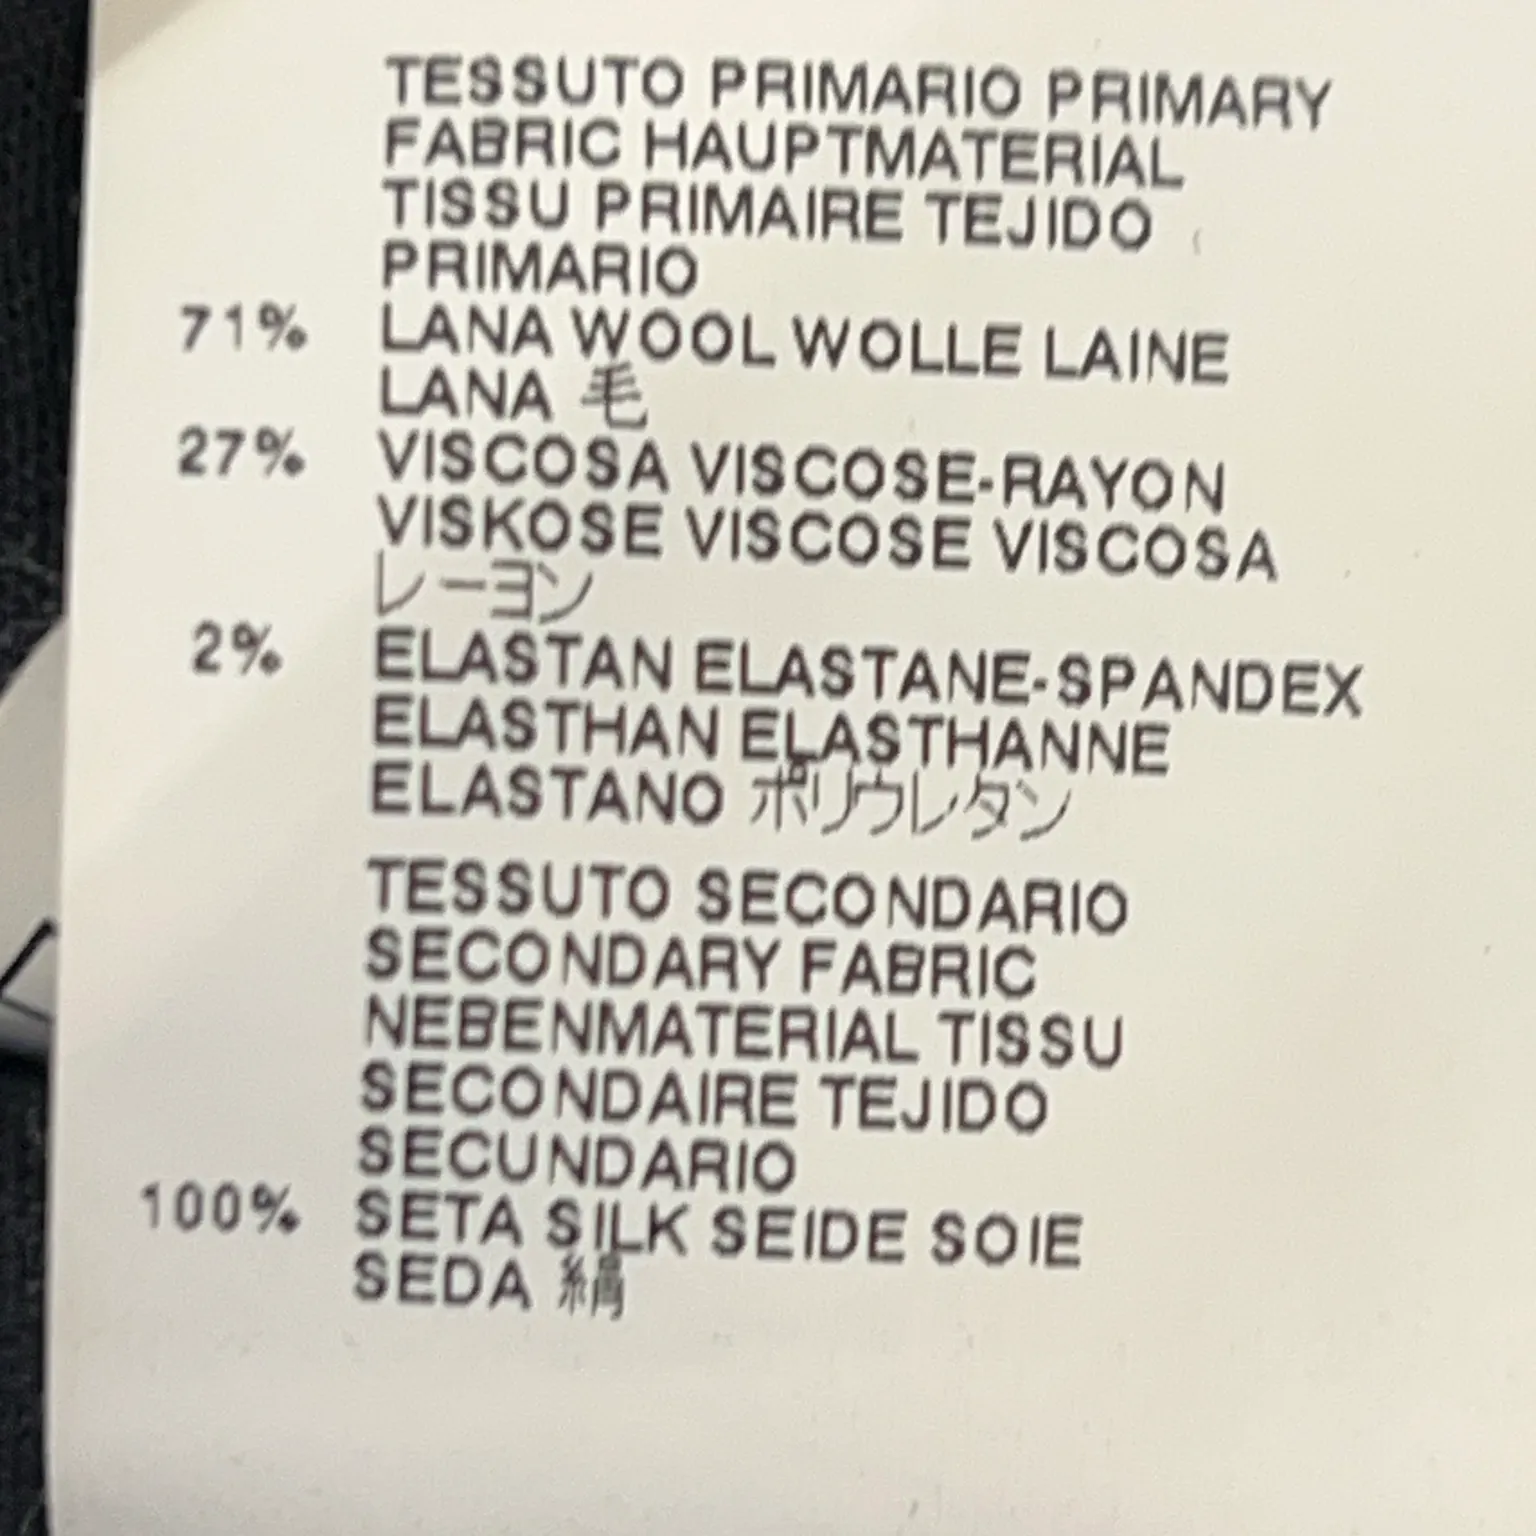 TESSUTO PRIMARIO PRIMARY
FABRIC HAUPTMATERIAL
TISSU PRIMAIRE TEJIDO
PRIMARIO
71% LANA WOOL WOLLE LAINE
LANA 毛
27% VISCOSA VISCOSE-RAYON
VISKOSE VISCOSE VISCOSA
レーヨン
2% ELASTAN ELASTANE-SPANDEX
ELASTHAN ELASTHANNE
ELASTANO ポリウレタン
TESSUTO SECONDARIO
SECONDARY FABRIC
NEBENMATERIAL TISSU
SECONDAIRE TEJIDO
SECUNDARIO
100% SETA SILK SEIDE SOIE
SEDA 絹